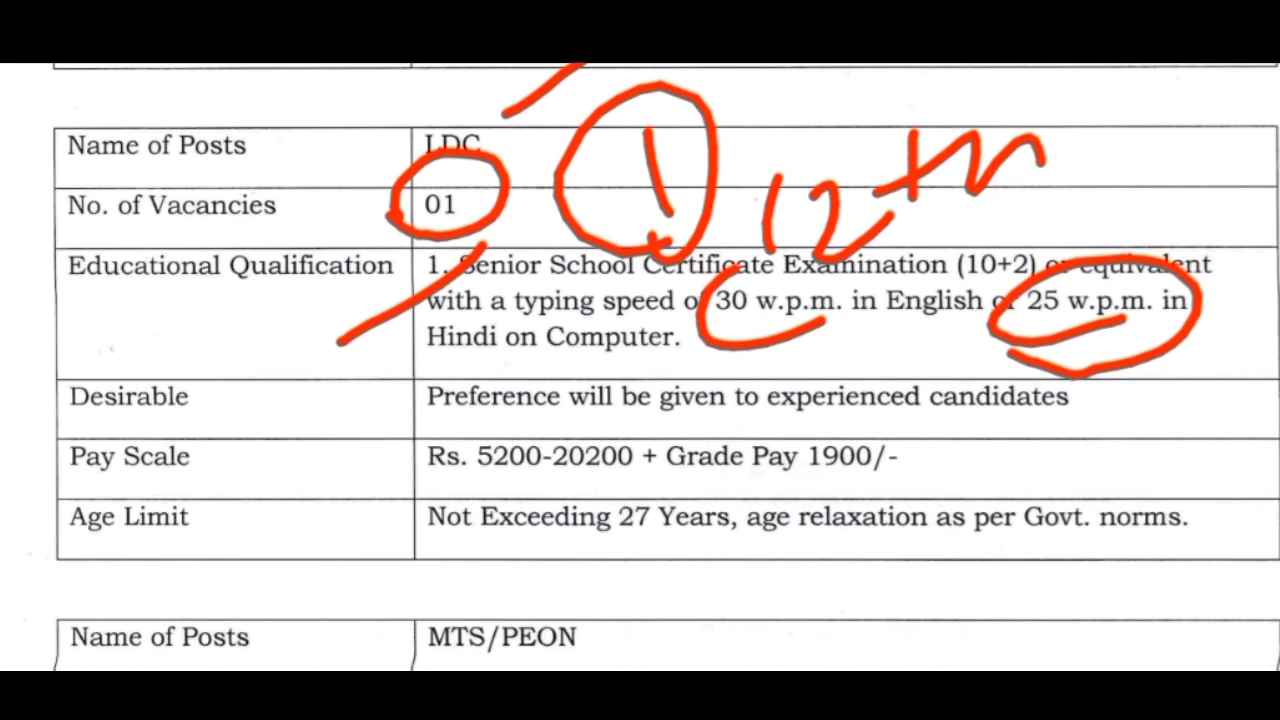 Name of Posts LDC
No. of Vacancies 01
1
12th
Educational Qualification 1. Senior School Certificate Examination (10+2) or equivalent
with a typing speed of 30 w.p.m. in English or 25 w.p.m. in
Hindi on Computer.
Desirable Preference will be given to experienced candidates
Pay Scale Rs. 5200-20200 + Grade Pay 1900/-
Age Limit Not Exceeding 27 Years, age relaxation as per Govt. norms.
Name of Posts MTS/PEON